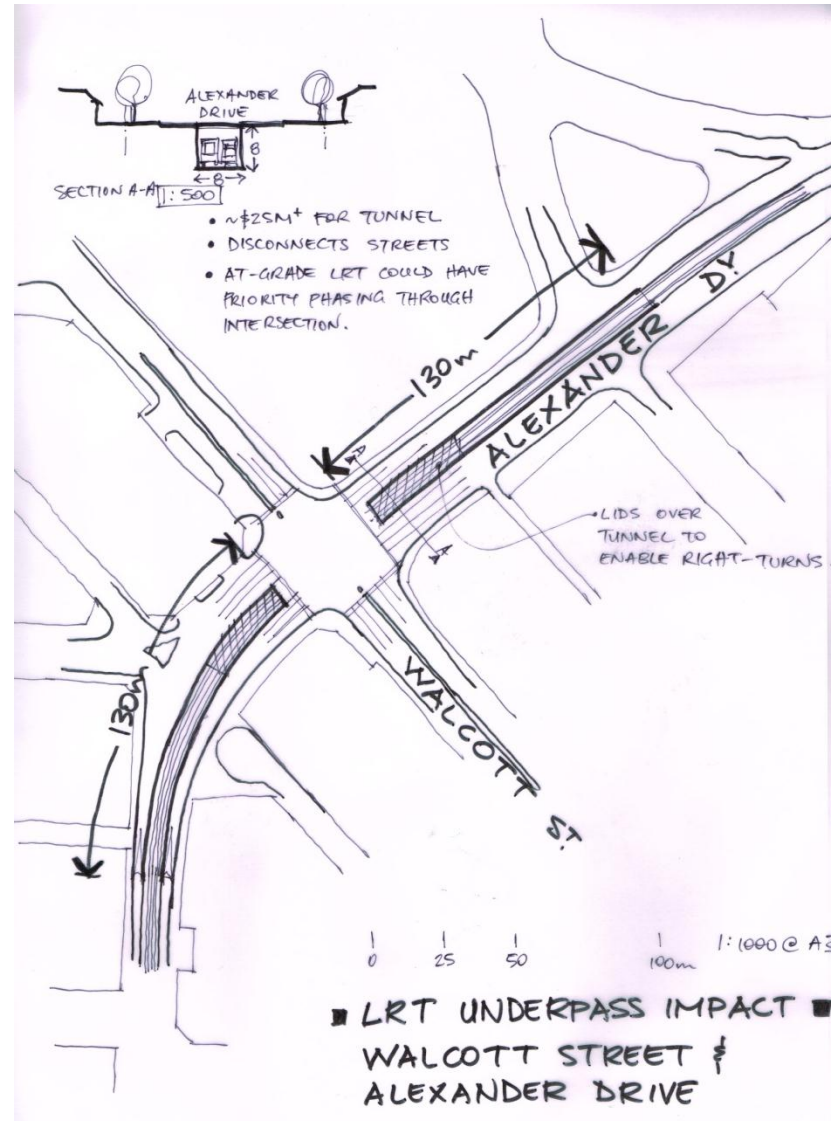 ALEXANDER
DRIVE
8
8
SECTION A-A 1:500
• ~$25M+ FOR TUNNEL
• DISCONNECTS STREETS
• AT-GRADE LRT COULD HAVE
PRIORITY PHASING THROUGH
INTERSECTION.
130m
ALEXANDER DV.
A
A
• LIDS OVER
TUNNEL TO
ENABLE RIGHT-TURNS
130m
WALCOTT ST.
0 25 50 100m 1:1000 @ A3
■ LRT UNDERPASS IMPACT ■
WALCOTT STREET &
ALEXANDER DRIVE